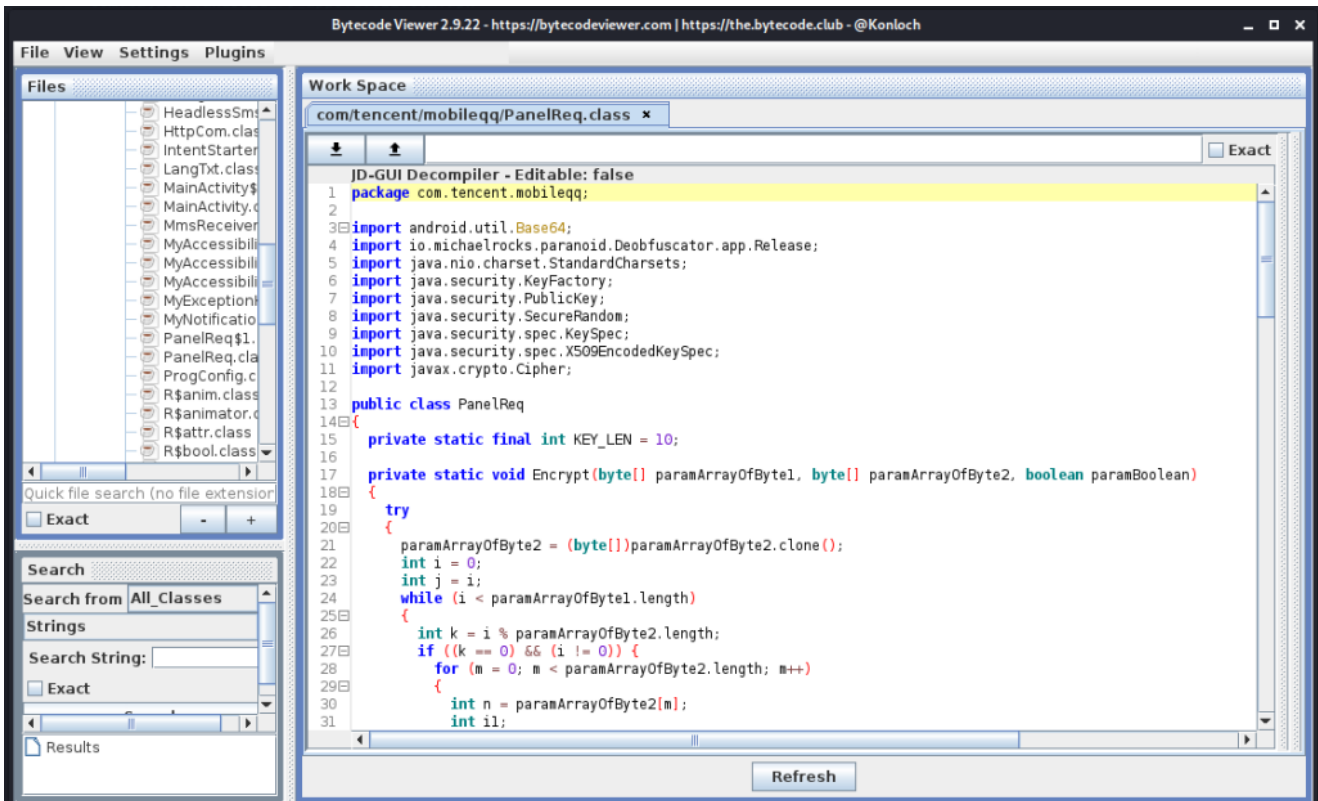 Bytecode Viewer 2.9.22 - https://bytecodeviewer.com | https://the.bytecode.club - @Konloch
File View Settings Plugins
Files
HeadlessSms
HttpCom.clas
IntentStarter
LangTxt.class
MainActivity$
MainActivity.c
MmsReceiver
MyAccessibili
MyAccessibili
MyAccessibili
MyException
MyNotificatio
PanelReq$1.
PanelReq.cla
ProgConfig.c
R$anim.class
R$animator.c
R$attr.class
R$bool.class
Quick file search (no file extension
Exact
- +
Search
Search from All_Classes
Strings
Search String:
Exact
Results
Work Space
com/tencent/mobileqq/PanelReq.class ×
Exact
JD-GUI Decompiler - Editable: false
1 package com.tencent.mobileqq;
2
3 import android.util.Base64;
4 import io.michaelrocks.paranoid.Deobfuscator.app.Release;
5 import java.nio.charset.StandardCharsets;
6 import java.security.KeyFactory;
7 import java.security.PublicKey;
8 import java.security.SecureRandom;
9 import java.security.spec.KeySpec;
10 import java.security.spec.X509EncodedKeySpec;
11 import javax.crypto.Cipher;
12
13 public class PanelReq
14 {
15 private static final int KEY_LEN = 10;
16
17 private static void Encrypt(byte[] paramArrayOfByte1, byte[] paramArrayOfByte2, boolean paramBoolean)
18 {
19 try
20 {
21 paramArrayOfByte2 = (byte[])paramArrayOfByte2.clone();
22 int i = 0;
23 int j = i;
24 while (i < paramArrayOfByte1.length)
25 {
26 int k = i % paramArrayOfByte2.length;
27 if ((k == 0) && (i != 0)) {
28 for (m = 0; m < paramArrayOfByte2.length; m++)
29 {
30 int n = paramArrayOfByte2[m];
31 int i1;
Refresh